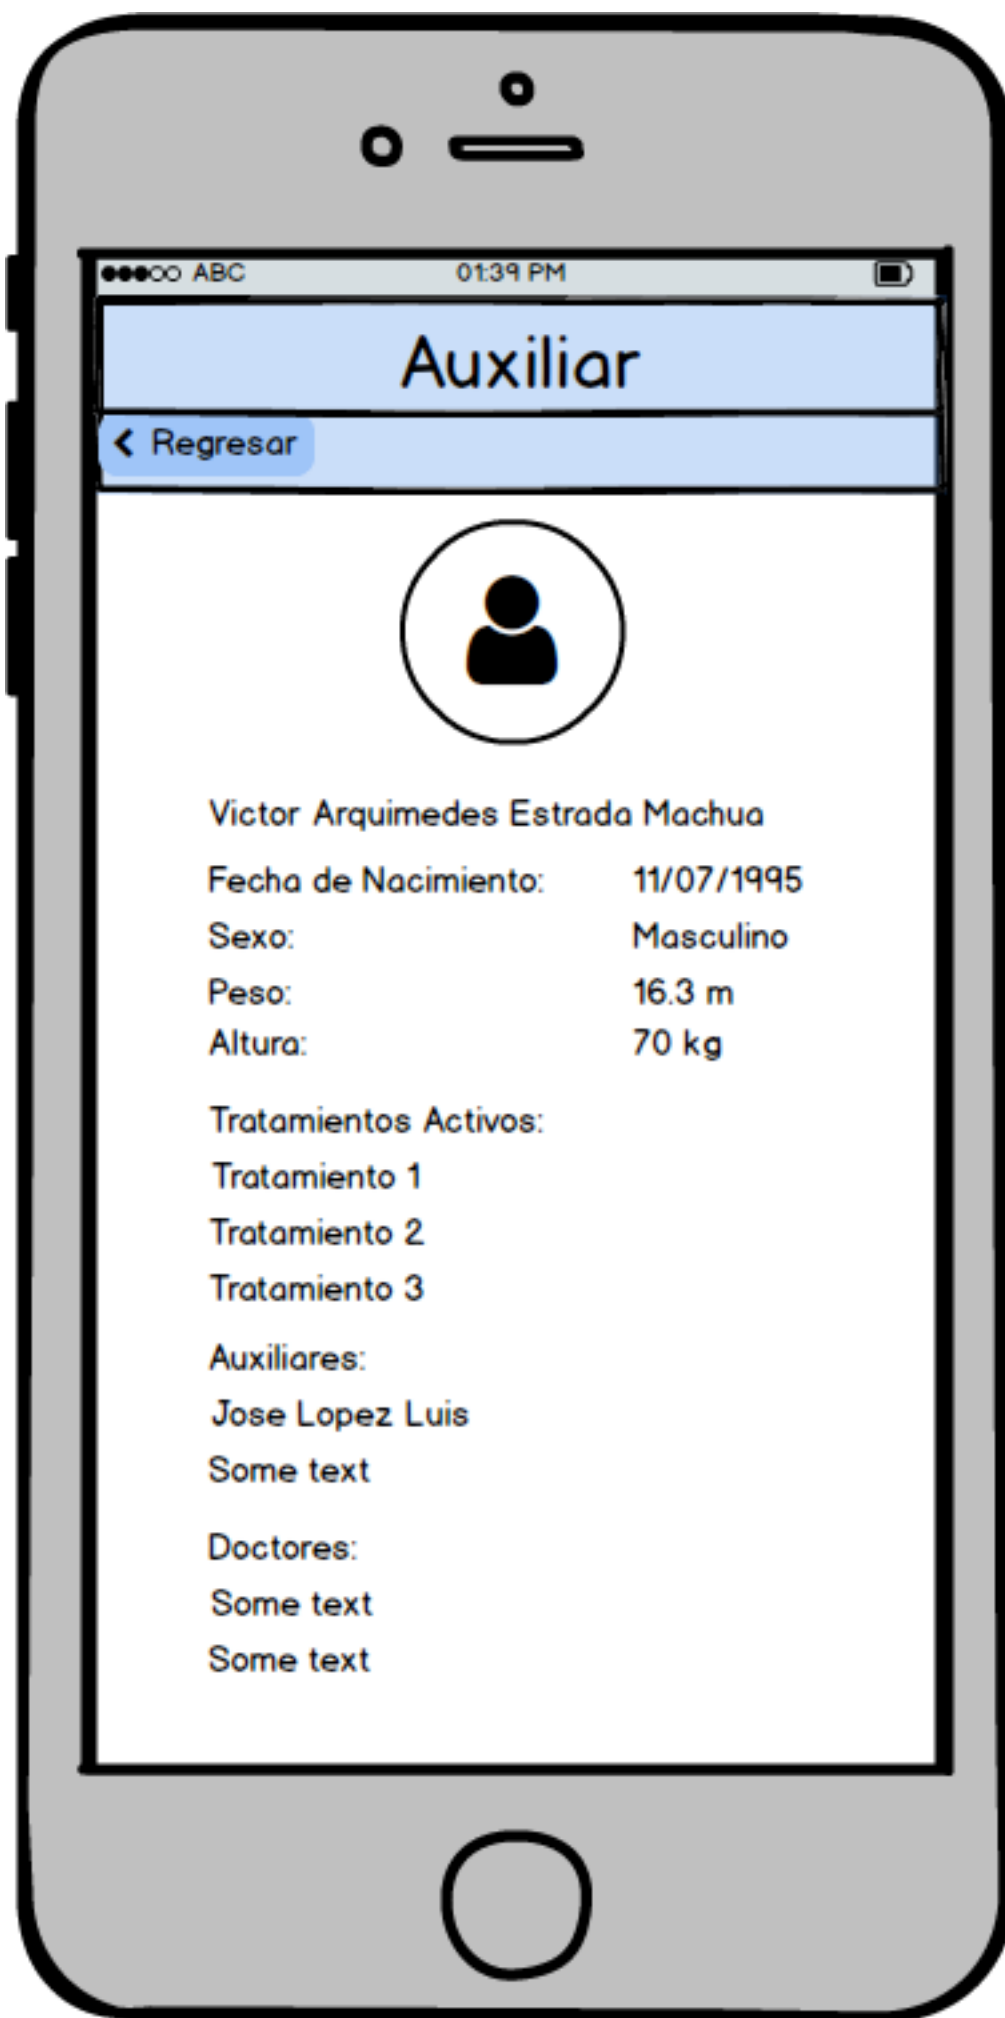 ABC 01:39 PM
Auxiliar
Regresar
Victor Arquimedes Estrada Machua
Fecha de Nacimiento: 11/07/1995
Sexo: Masculino
Peso: 16.3 m
Altura: 70 kg
Tratamientos Activos:
Tratamiento 1
Tratamiento 2
Tratamiento 3
Auxiliares:
Jose Lopez Luis
Some text
Doctores:
Some text
Some text